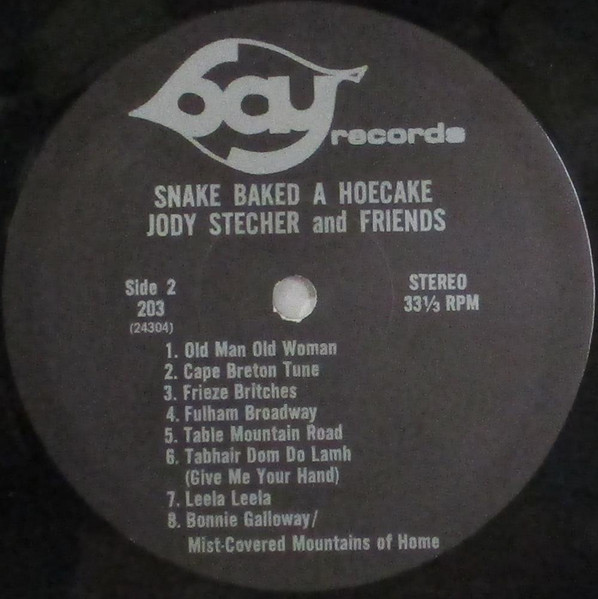 bay records
SNAKE BAKED A HOECAKE
JODY STECHER and FRIENDS
Side 2
203
(24304)
STEREO
33⅓ RPM
1. Old Man Old Woman
2. Cape Breton Tune
3. Frieze Britches
4. Fulham Broadway
5. Table Mountain Road
6. Tabhair Dom Do Lamh
(Give Me Your Hand)
7. Leela Leela
8. Bonnie Galloway/
Mist-Covered Mountains of Home